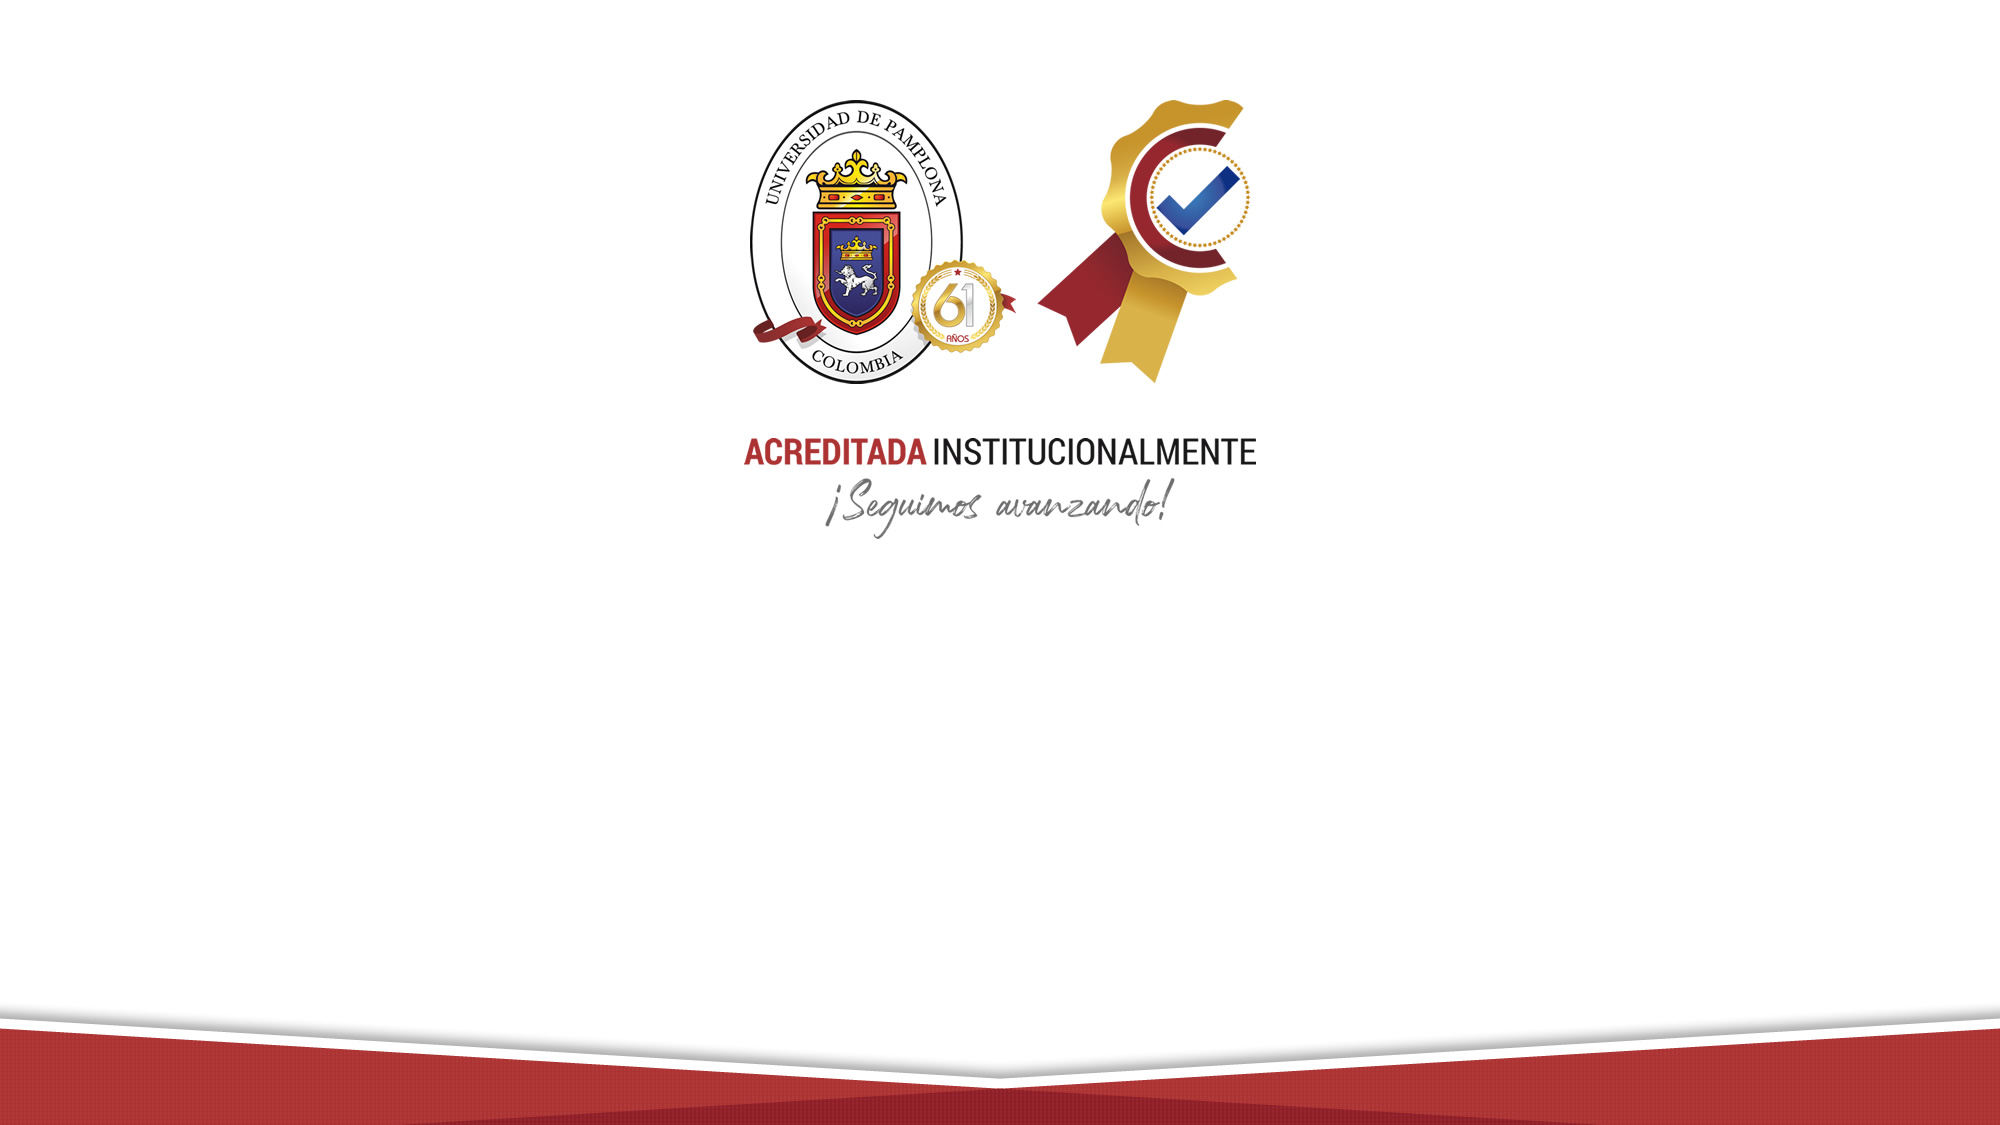 UNIVERSIDAD DE PAMPLONA
COLOMBIA
61
AÑOS
ACREDITADA INSTITUCIONALMENTE
¡Seguimos avanzando!